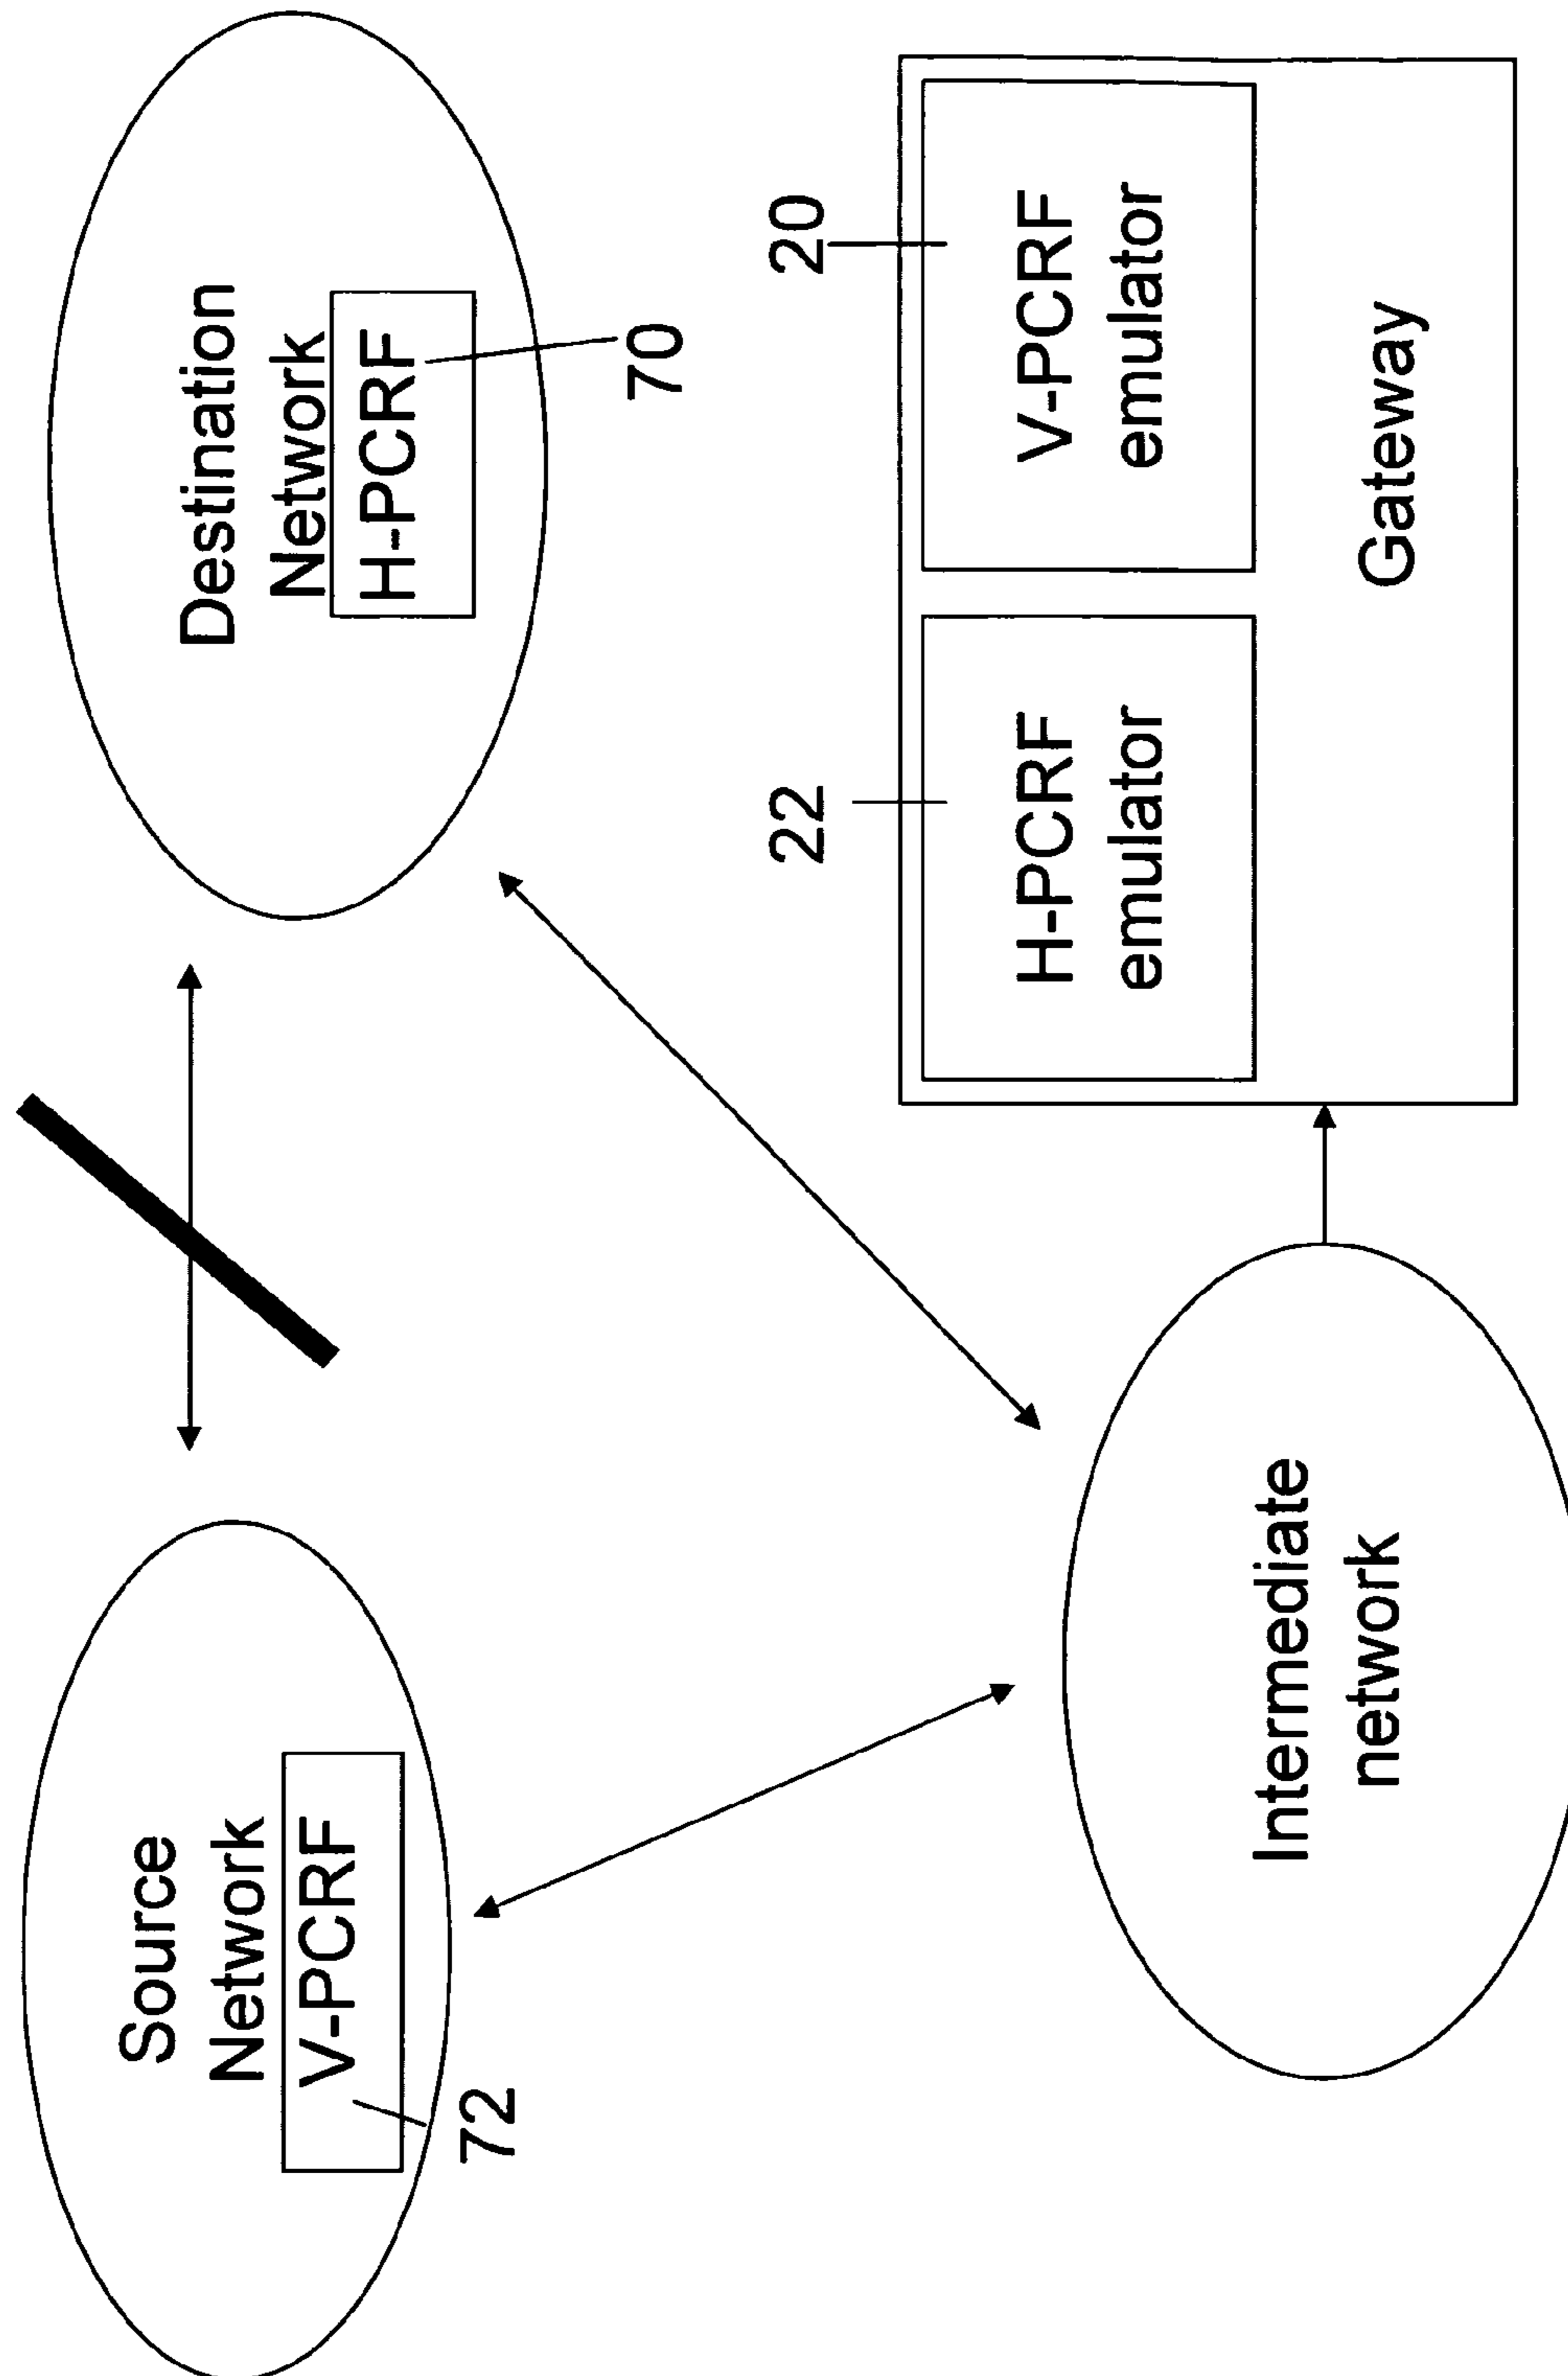 Source
Network
V-PCRF
72
Destination
Network
H-PCRF
70
Intermediate
network
22
20
H-PCRF
emulator
V-PCRF
emulator
Gateway